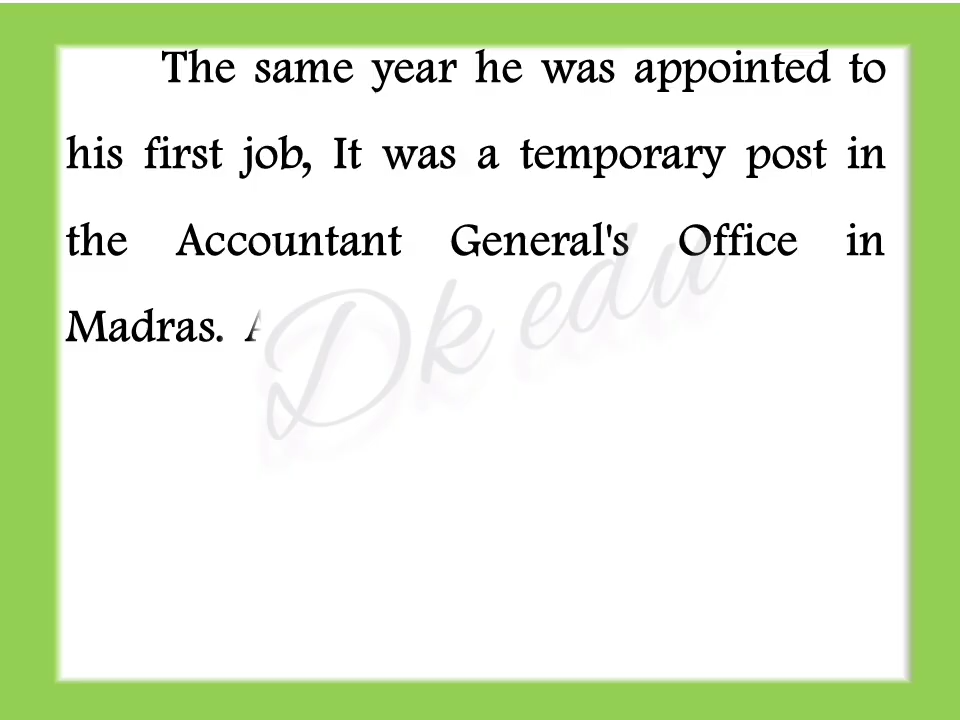 The same year he was appointed to
his first job, It was a temporary post in
the Accountant General's Office in
Madras.
Dk edu